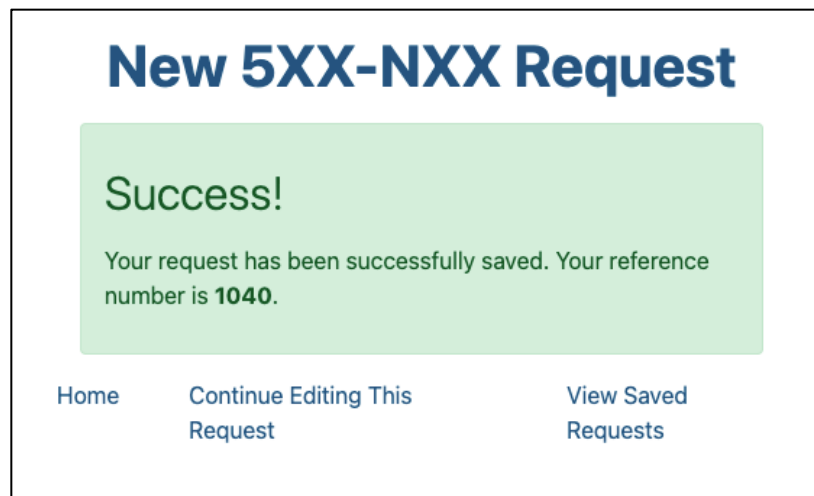 New 5XX-NXX Request
Success!
Your request has been successfully saved. Your reference
number is 1040.
Home
Continue Editing This
Request
View Saved
Requests